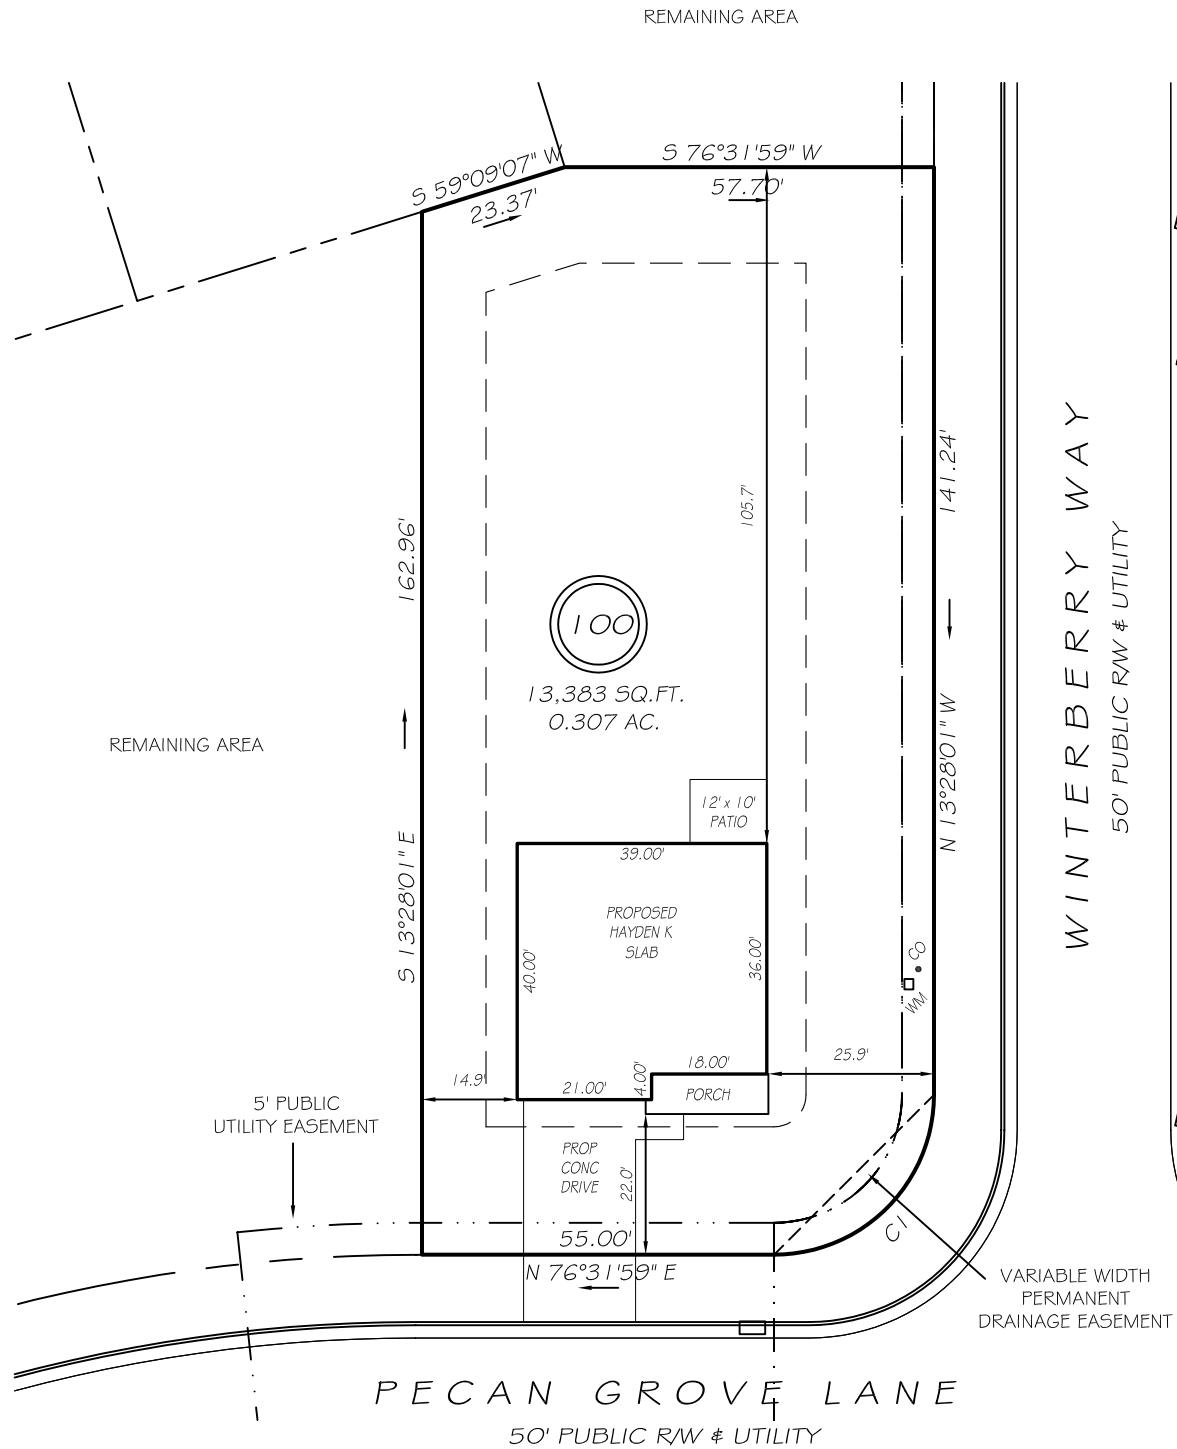 REMAINING AREA
S 76°31'59" W
57.70'
S 59°09'07" W
23.37'
141.24'
105.7'
162.96'
WINTERBERRY WAY
50' PUBLIC R/W & UTILITY
100
13,383 SQ.FT.
0.307 AC.
REMAINING AREA
N 13°28'01" W
12' x 10'
PATIO
S 13°28'01" E
39.00'
PROPOSED
HAYDEN K
SLAB
40.00'
36.00'
CO
WM
25.9'
18.00'
4.00'
14.9'
21.00'
PORCH
5' PUBLIC
UTILITY EASEMENT
PROP
CONC
DRIVE
22.0'
55.00'
N 76°31'59" E
C1
VARIABLE WIDTH
PERMANENT
DRAINAGE EASEMENT
PECAN GROVE LANE
50' PUBLIC R/W & UTILITY